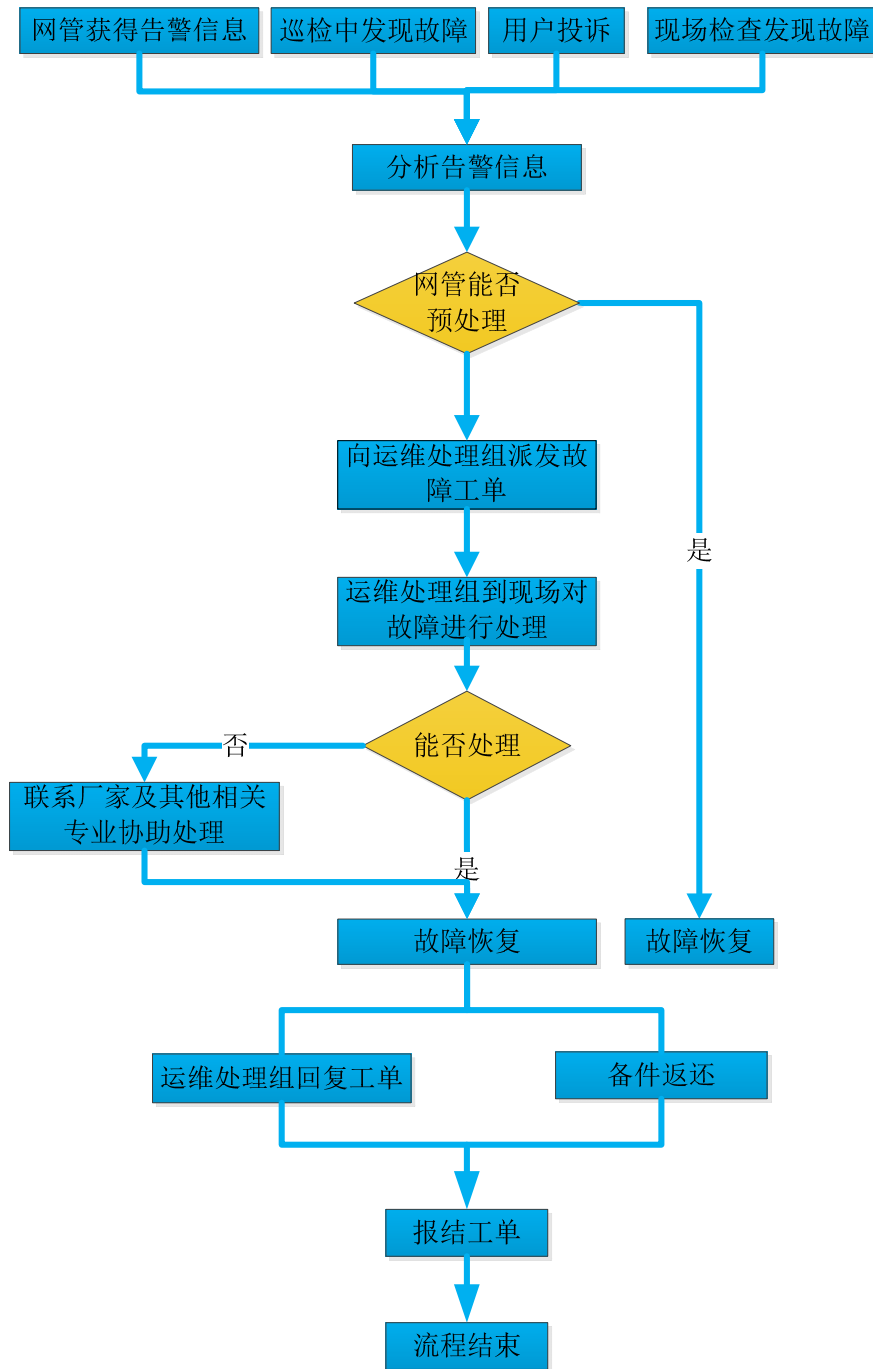 网管获得告警信息
巡检中发现故障
用户投诉
现场检查发现故障
分析告警信息
网管能否
预处理
向运维处理组派发故
障工单
是
运维处理组到现场对
故障进行处理
能否处理
否
联系厂家及其他相关
专业协助处理
是
故障恢复
故障恢复
运维处理组回复工单
备件返还
报结工单
流程结束